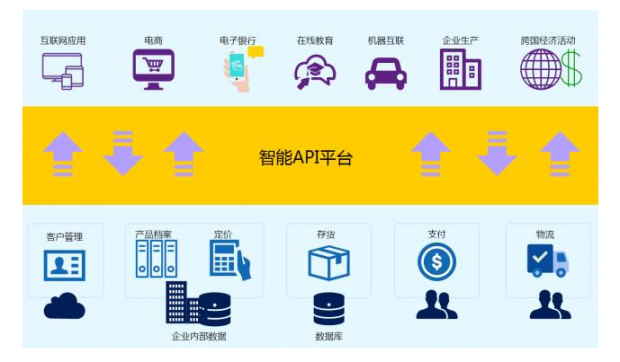 互联网应用
电商
电子银行
在线教育
机器互联
企业生产
跨国经济活动
智能API平台
客户管理
产品档案
定价
存货
支付
物流
企业内部数据
数据库